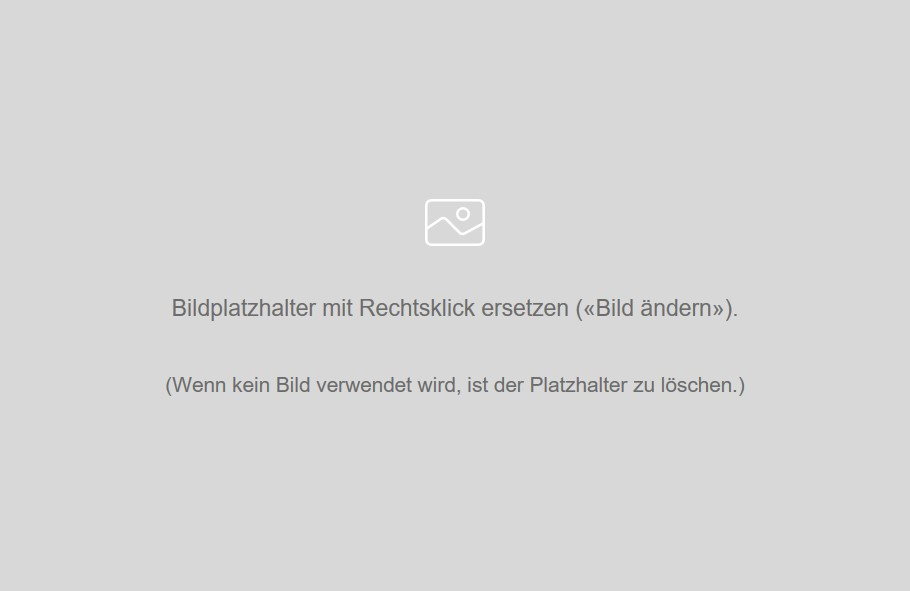 Bildplatzhalter mit Rechtsklick ersetzen («Bild ändern»).
(Wenn kein Bild verwendet wird, ist der Platzhalter zu löschen.)